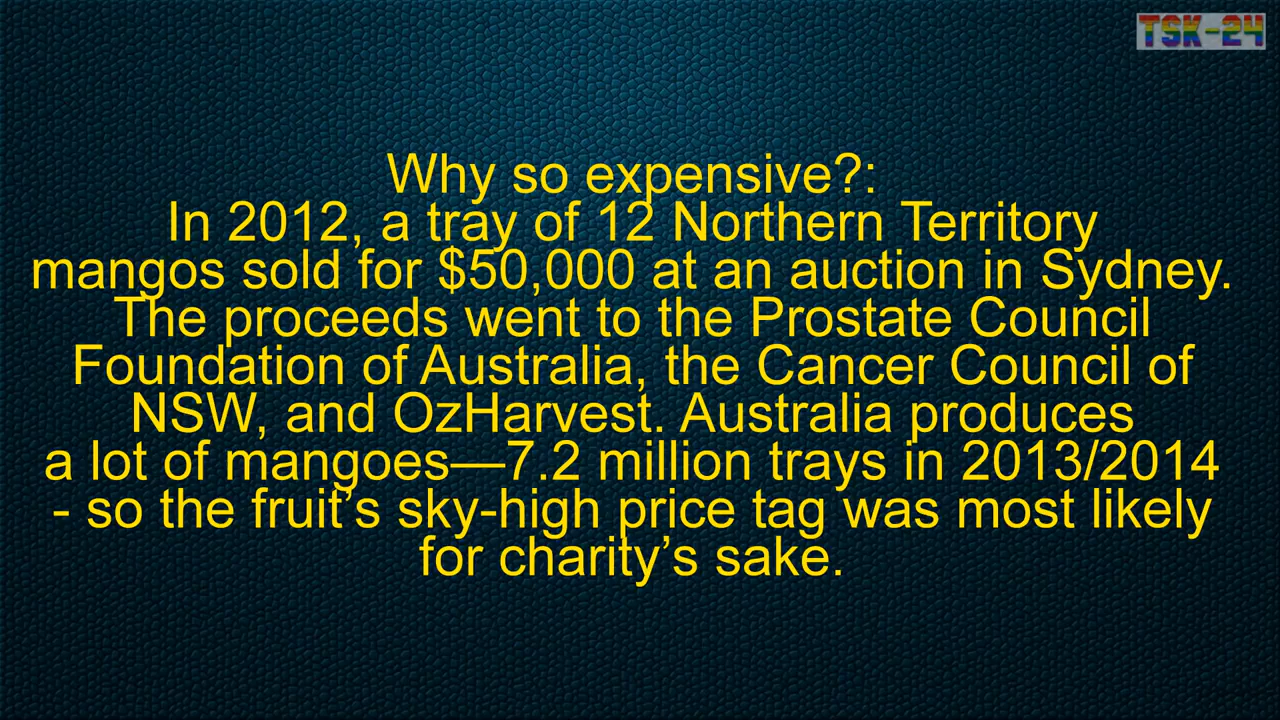 TSK-24
Why so expensive?:
In 2012, a tray of 12 Northern Territory
mangos sold for $50,000 at an auction in Sydney.
The proceeds went to the Prostate Council
Foundation of Australia, the Cancer Council of
NSW, and OzHarvest. Australia produces
a lot of mangoes—7.2 million trays in 2013/2014
- so the fruit’s sky-high price tag was most likely
for charity’s sake.